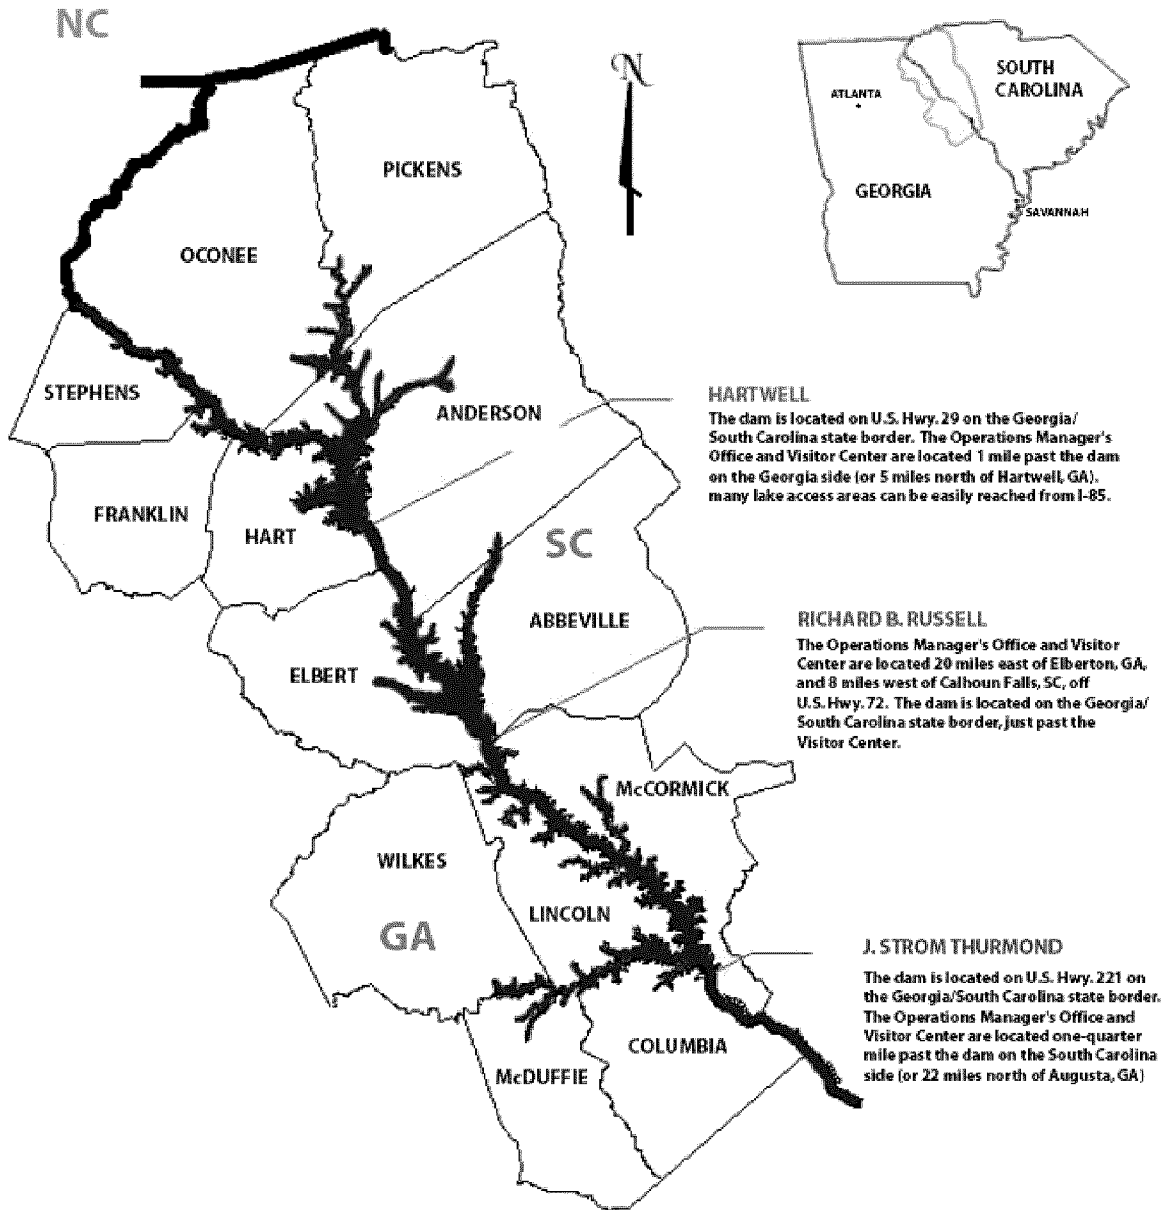 NC
N
SOUTH
CAROLINA
ATLANTA
GEORGIA
SAVANNAH
PICKENS
OCONEE
STEPHENS
ANDERSON
HARTWELL
The dam is located on U.S. Hwy. 29 on the Georgia/
South Carolina state border. The Operations Manager's
Office and Visitor Center are located 1 mile past the dam
on the Georgia side (or 5 miles north of Hartwell, GA).
many lake access areas can be easily reached from I-85.
FRANKLIN
HART
SC
ABBEVILLE
ELBERT
RICHARD B. RUSSELL
The Operations Manager's Office and Visitor
Center are located 20 miles east of Elberton, GA,
and 8 miles west of Calhoun Falls, SC, off
U.S. Hwy. 72. The dam is located on the Georgia/
South Carolina state border, just past the
Visitor Center.
McCORMICK
WILKES
LINCOLN
GA
J. STROM THURMOND
The dam is located on U.S. Hwy. 221 on
the Georgia/South Carolina state border.
The Operations Manager's Office and
Visitor Center are located one-quarter
mile past the dam on the South Carolina
side (or 22 miles north of Augusta, GA)
COLUMBIA
McDUFFIE